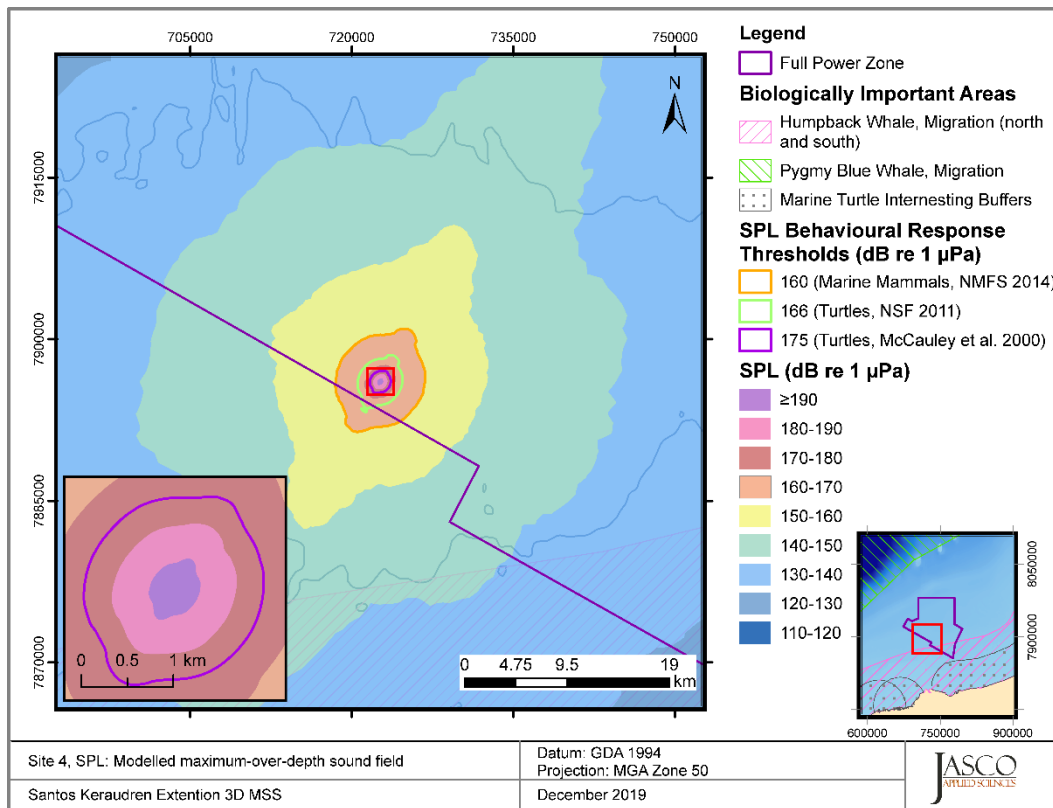 705000
720000
735000
750000
7915000
7900000
7885000
7870000
N
0 0.5 1 km
0 4.75 9.5 19
km
Legend
Full Power Zone
Biologically Important Areas
Humpback Whale, Migration (north
and south)
Pygmy Blue Whale, Migration
Marine Turtle Internesting Buffers
SPL Behavioural Response
Thresholds (dB re 1 µPa)
160 (Marine Mammals, NMFS 2014)
166 (Turtles, NSF 2011)
175 (Turtles, McCauley et al. 2000)
SPL (dB re 1 µPa)
≥190
180-190
170-180
160-170
150-160
140-150
130-140
120-130
110-120
8050000
7900000
600000 750000 900000
Site 4, SPL: Modelled maximum-over-depth sound field
Datum: GDA 1994
Projection: MGA Zone 50
Santos Keraudren Extention 3D MSS
December 2019
JASCO
APPLIED SCIENCES